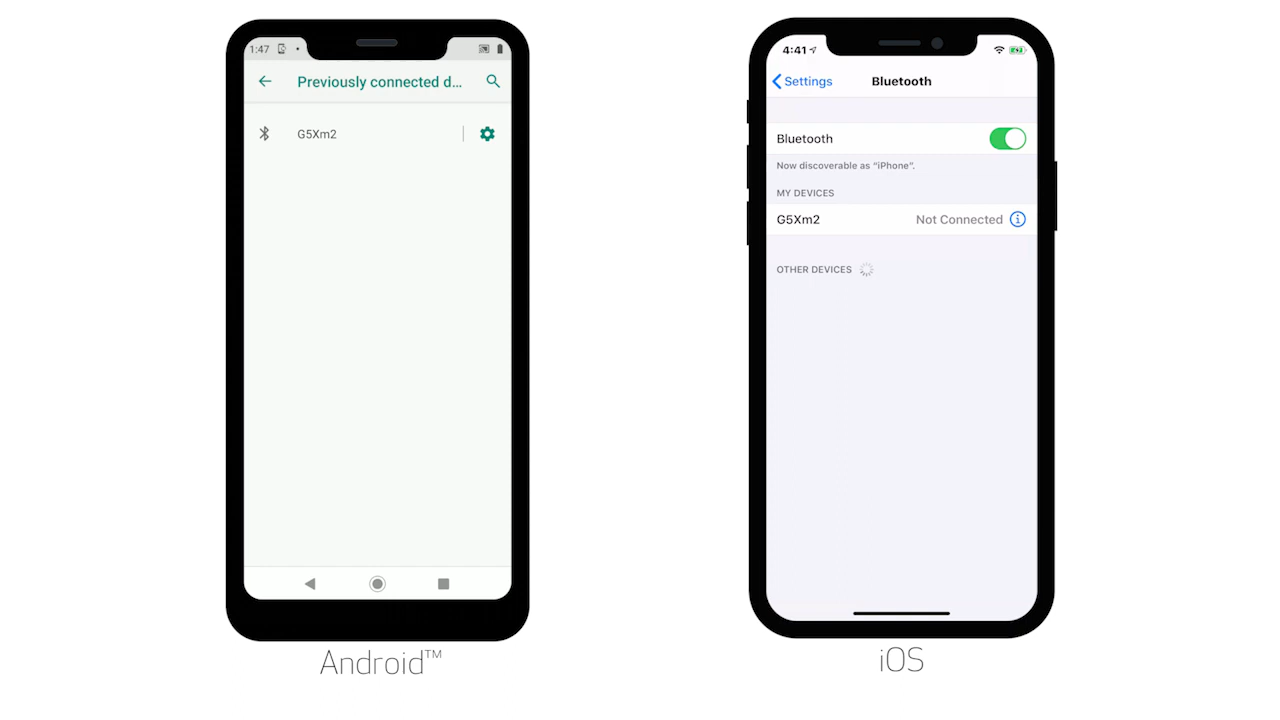 1:47
Previously connected d...
G5Xm2
Android™
4:41
Settings
Bluetooth
Bluetooth
Now discoverable as “iPhone”.
MY DEVICES
G5Xm2 Not Connected
OTHER DEVICES
iOS